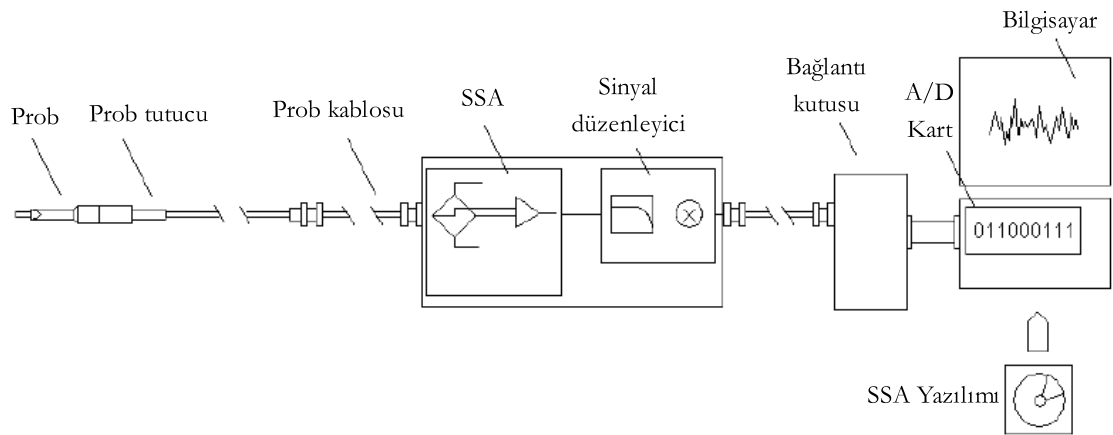 Bilgisayar
Bağlantı
kutusu
A/D
Kart
Sinyal
düzenleyici
SSA
Prob kablosu
Prob tutucu
Prob
011000111
SSA Yazılımı